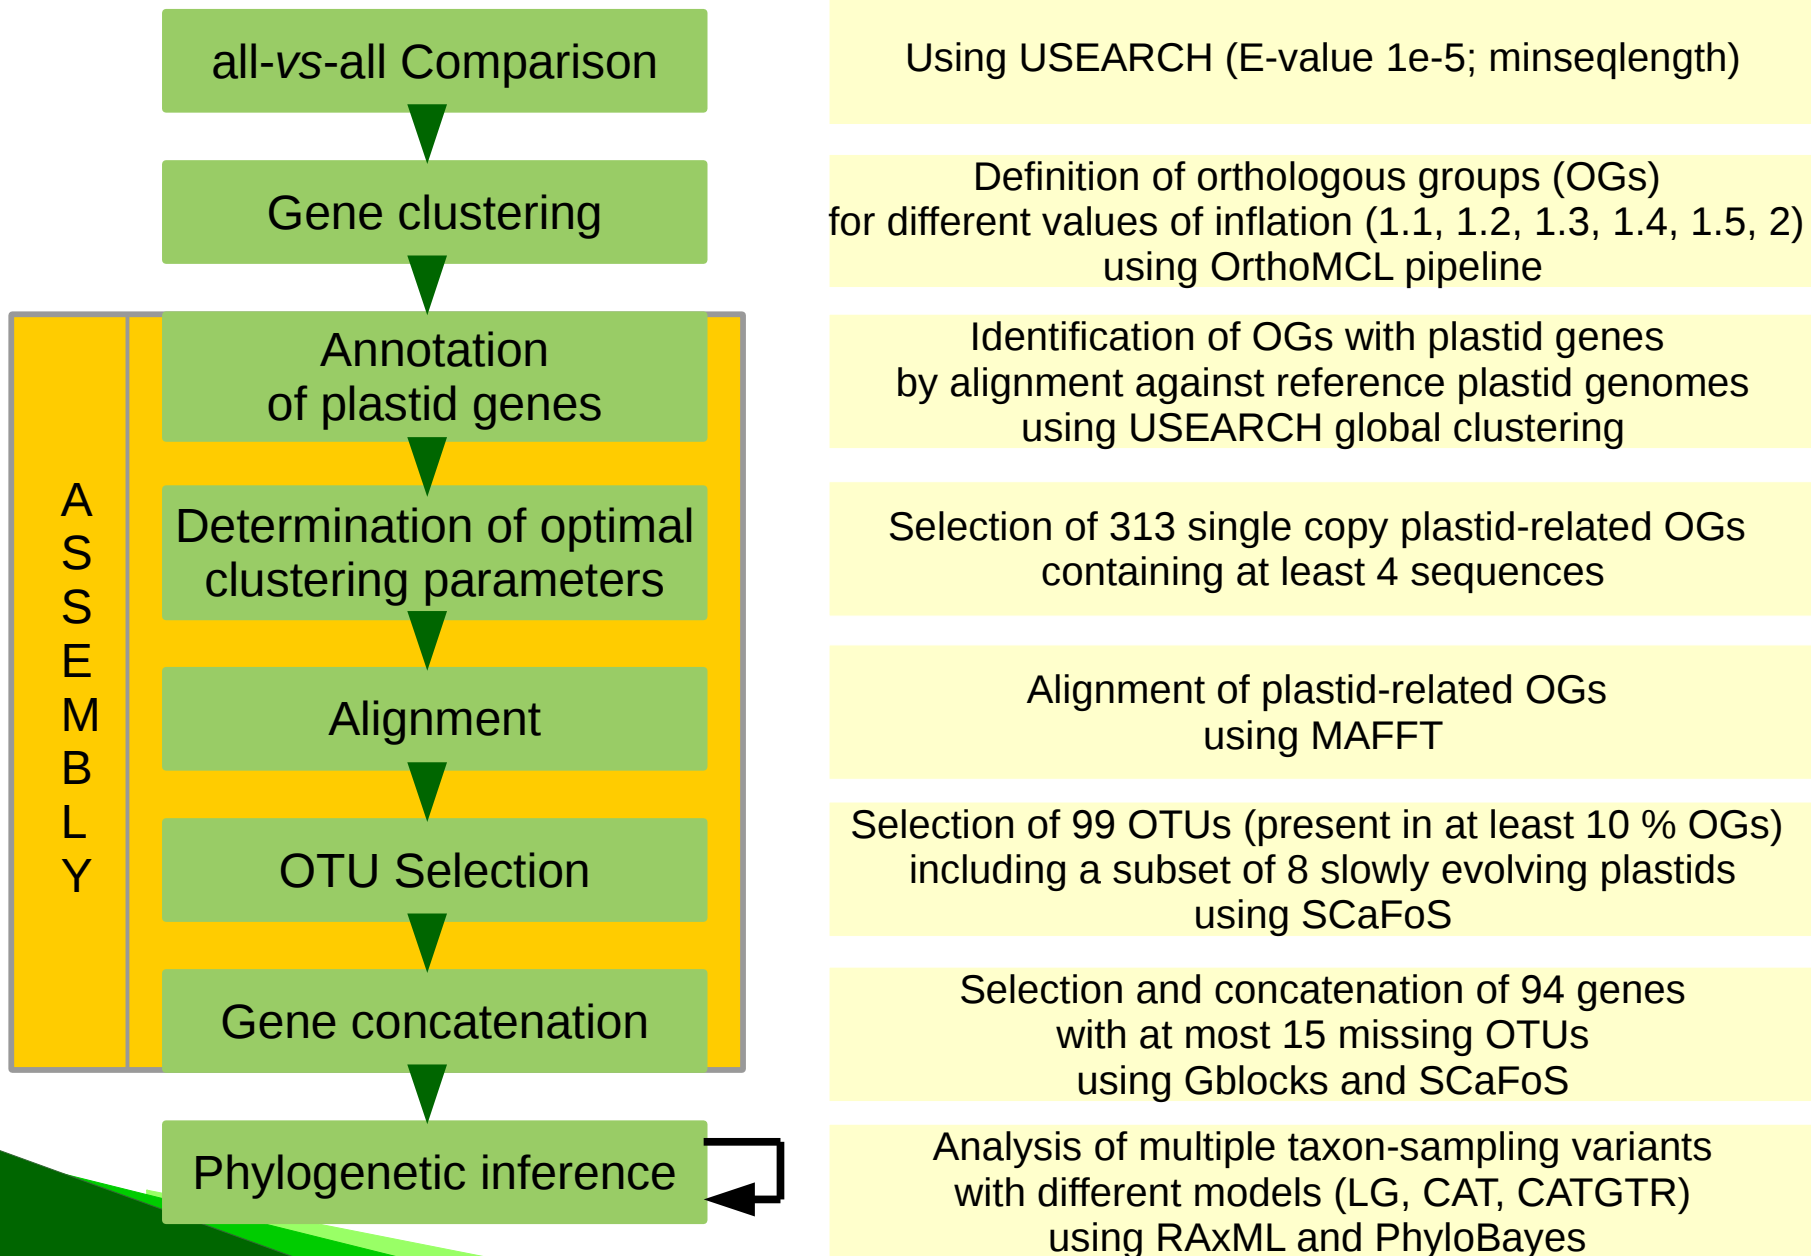 all-vs-all Comparison
Using USEARCH (E-value 1e-5; minseqlength)
Gene clustering
Definition of orthologous groups (OGs)
for different values of inflation (1.1, 1.2, 1.3, 1.4, 1.5, 2)
using OrthoMCL pipeline
ASSEMBLY
Annotation
of plastid genes
Identification of OGs with plastid genes
by alignment against reference plastid genomes
using USEARCH global clustering
Determination of optimal
clustering parameters
Selection of 313 single copy plastid-related OGs
containing at least 4 sequences
Alignment
Alignment of plastid-related OGs
using MAFFT
OTU Selection
Selection of 99 OTUs (present in at least 10 % OGs)
including a subset of 8 slowly evolving plastids
using SCaFoS
Gene concatenation
Selection and concatenation of 94 genes
with at most 15 missing OTUs
using Gblocks and SCaFoS
Phylogenetic inference
Analysis of multiple taxon-sampling variants
with different models (LG, CAT, CATGTR)
using RAxML and PhyloBayes